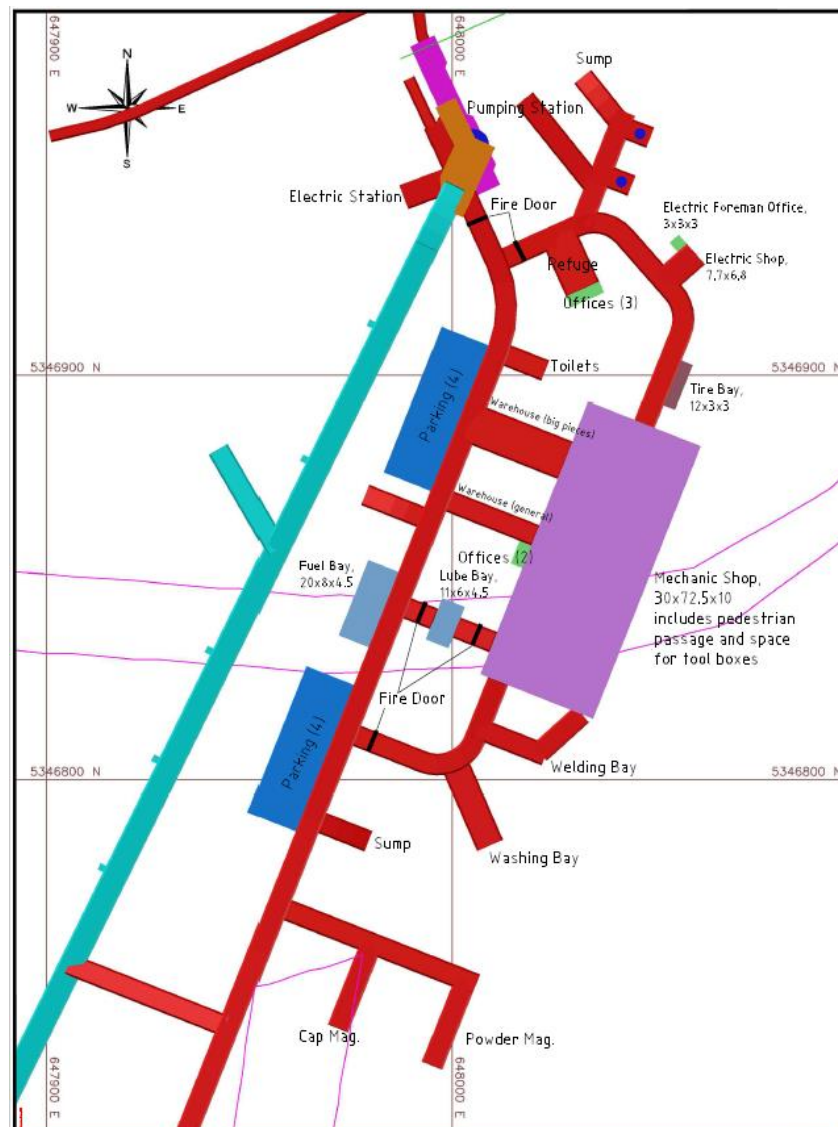 647900 E
648000 E
N
W
E
S
Sump
Pumping Station
Electric Station
Fire Door
Electric Foreman Office,
3x3x3
Electric Shop,
7.7x6.8
Refuge
Offices (3)
5346900 N
5346900 N
Toilets
Tire Bay,
12x3x3
Parking (4)
Warehouse (big pieces)
Warehouse (general)
Offices (2)
Fuel Bay,
20x8x4.5
Lube Bay,
11x6x4.5
Mechanic Shop,
30x72.5x10
includes pedestrian
passage and space
for tool boxes
Fire Door
Parking (4)
5346800 N
5346800 N
Welding Bay
Sump
Washing Bay
Cap Mag.
Powder Mag.
647900 E
648000 E